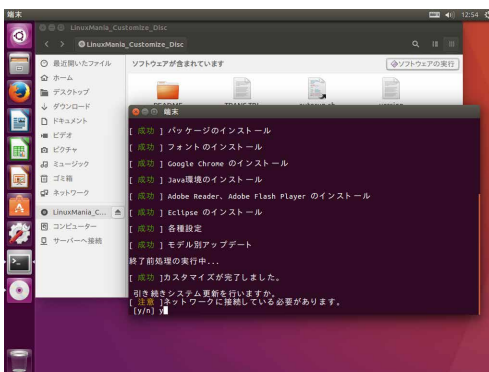 端末
12:54
LinuxMania_Customize_Disc
LinuxMania_Customize_Disc
最近開いたファイル
ホーム
デスクトップ
ダウンロード
ドキュメント
ビデオ
ピクチャ
ミュージック
ゴミ箱
ネットワーク
LinuxMania_C...
コンピューター
サーバーへ接続
ソフトウェアが含まれています
ソフトウェアの実行
端末
[ 成功 ] パッケージのインストール
[ 成功 ] フォントのインストール
[ 成功 ] Google Chrome のインストール
[ 成功 ] Java環境のインストール
[ 成功 ] Adobe Reader、Adobe Flash Player のインストール
[ 成功 ] Eclipse のインストール
[ 成功 ] 各種設定
[ 成功 ] モデル別アップデート
終了前処理の実行中...
[ 成功 ]カスタマイズが完了しました。
引き続きシステム更新を行いますか。
[ 注意 ]ネットワークに接続している必要があります。
[y/n] y